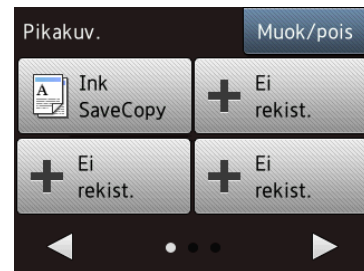 Pikakuv.
Muok/pois
Ink
SaveCopy
Ei
rekist.
Ei
rekist.
Ei
rekist.